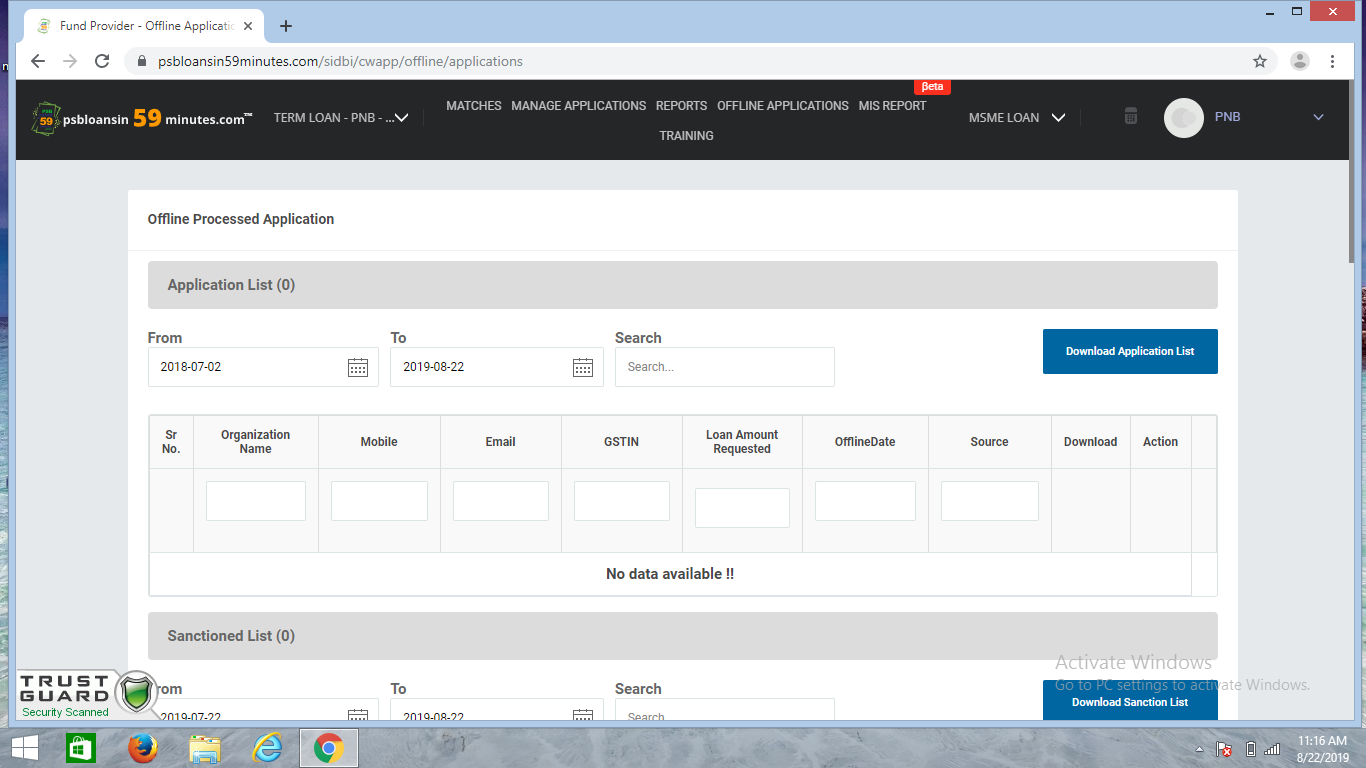 Fund Provider - Offline Applicatic
psbloansin59minutes.com/sidbi/cwapp/offline/applications
PNB
59
psbloansin 59 minutes.com™
TERM LOAN - PNB - ...
MATCHES MANAGE APPLICATIONS REPORTS OFFLINE APPLICATIONS MIS REPORT
βeta
TRAINING
MSME LOAN
PNB
Offline Processed Application
Application List (0)
From To Search
2018-07-02 2019-08-22 Search...
Download Application List
Sr No. Organization Name Mobile Email GSTIN Loan Amount Requested OfflineDate Source Download Action
No data available !!
Sanctioned List (0)
From To Search
2019-07-22 2019-08-22 Search
Download Sanction List
Activate Windows
Go to PC settings to activate Windows.
TRUST
GUARD
Security Scanned
11:16 AM
8/22/2019